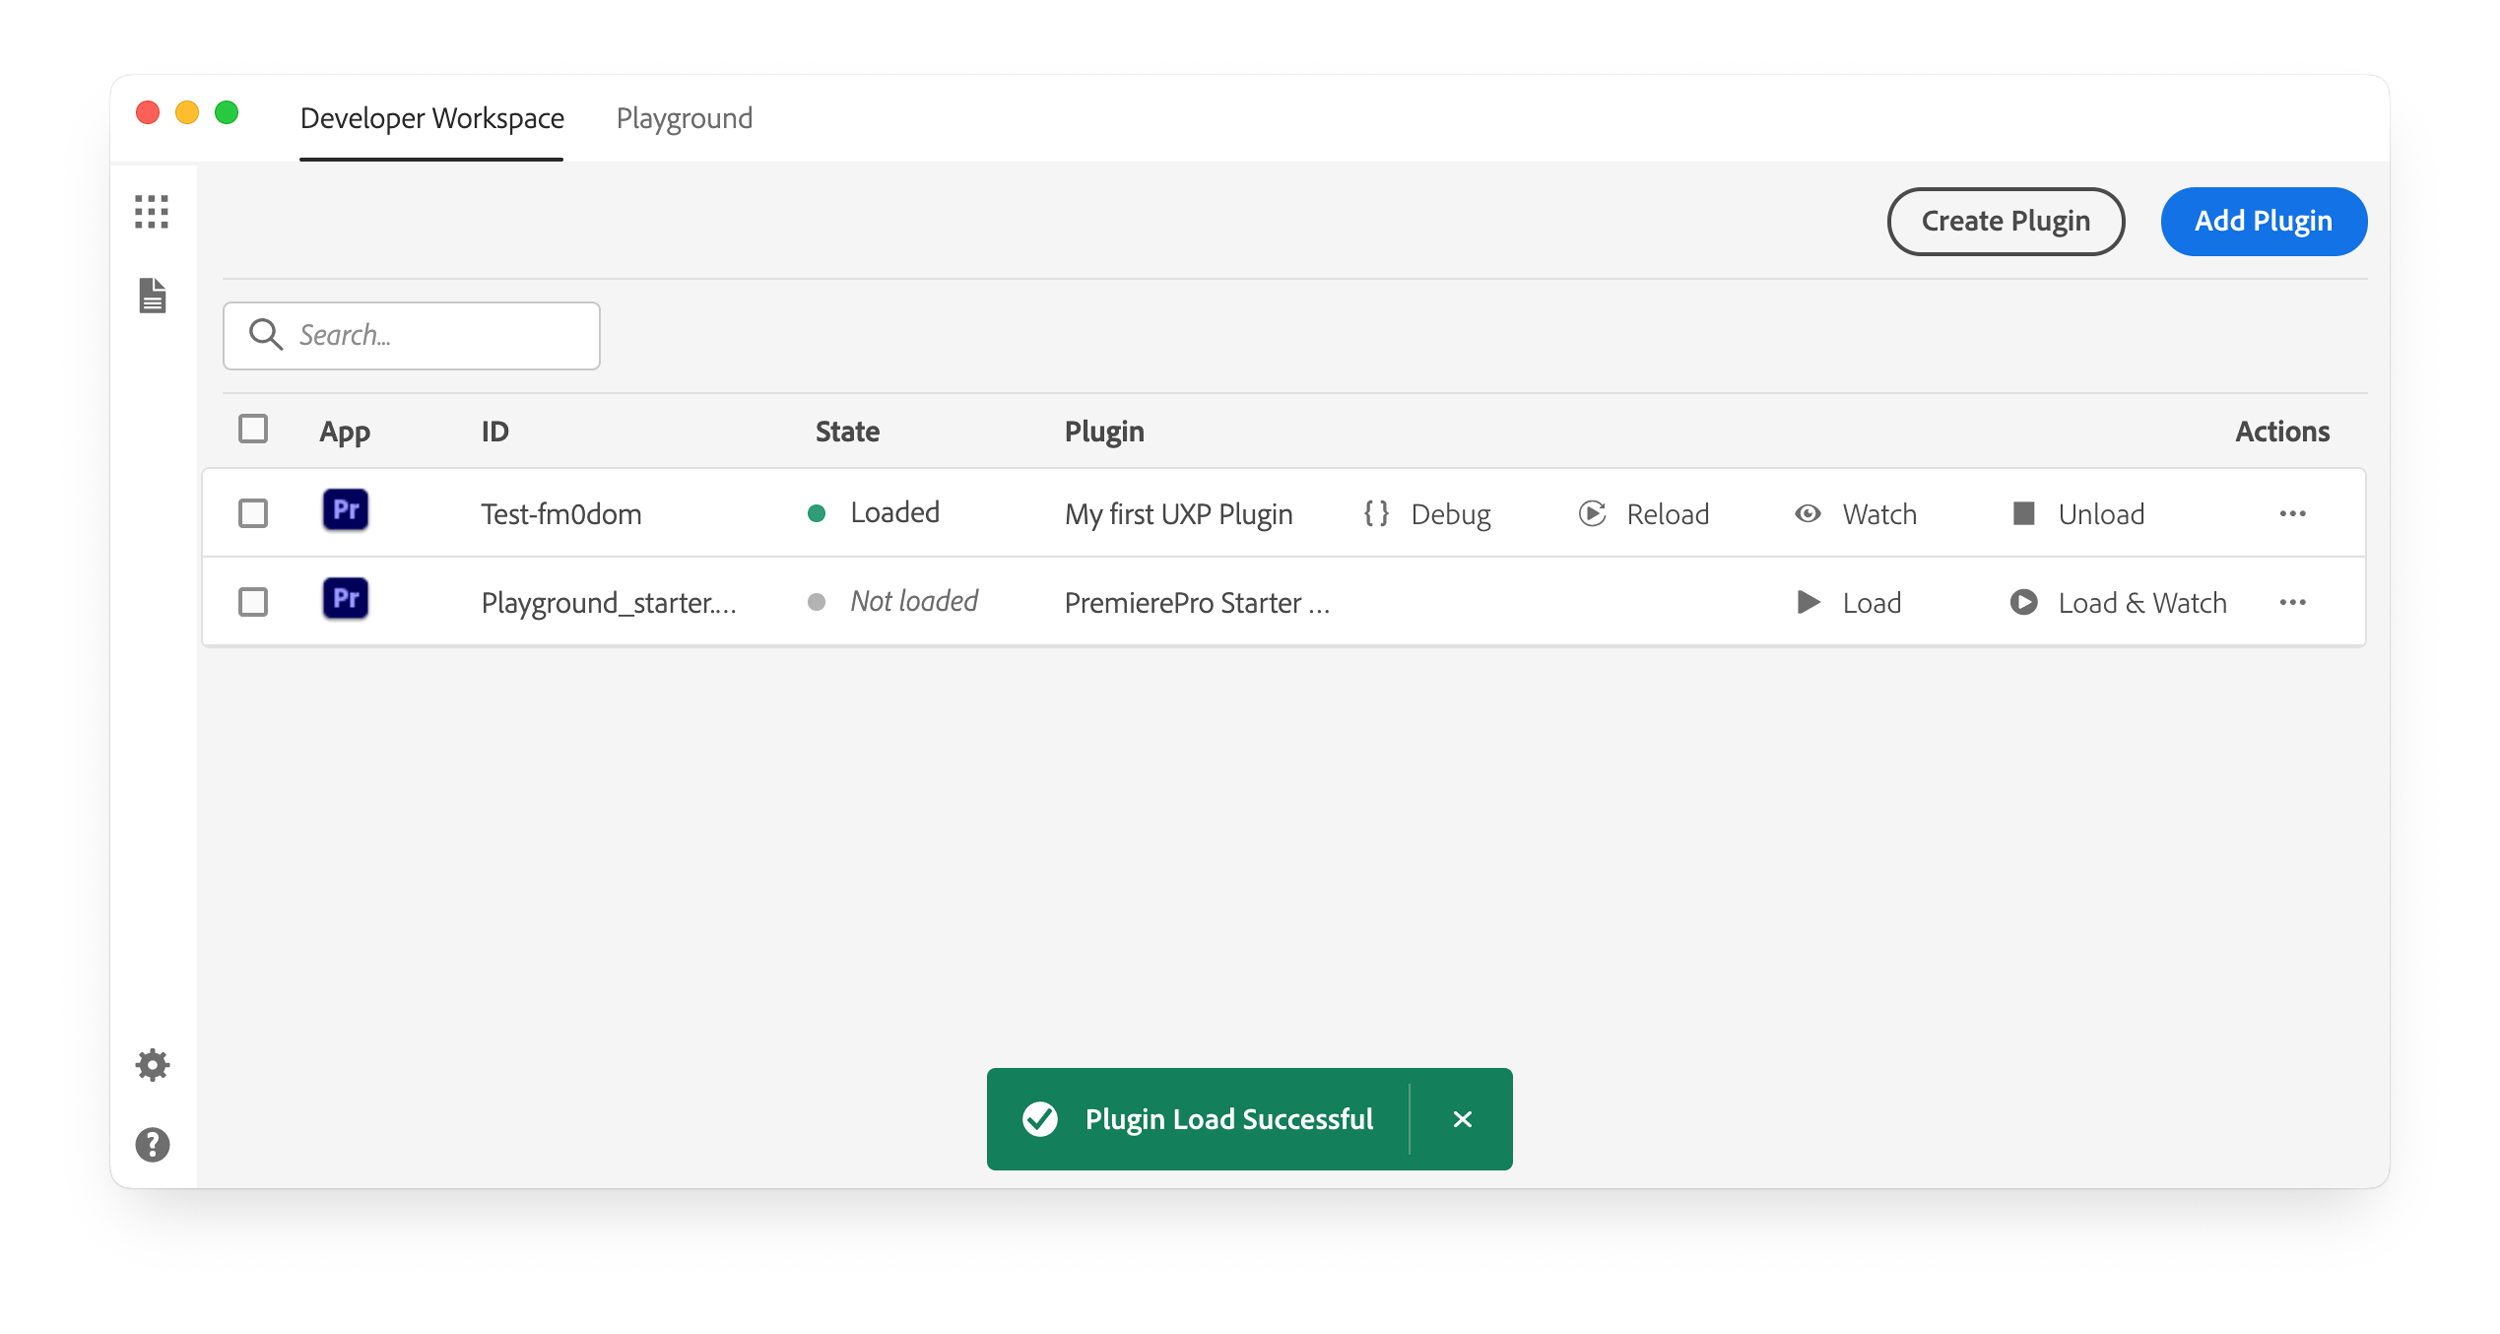 Developer Workspace Playground
Create Plugin Add Plugin
Search...
App ID State Plugin Actions
Pr Test-fm0dom Loaded My first UXP Plugin { } Debug Reload Watch Unload ...
Pr Playground_starter.... Not loaded PremierePro Starter ... Load Load & Watch ...
Plugin Load Successful ×
?